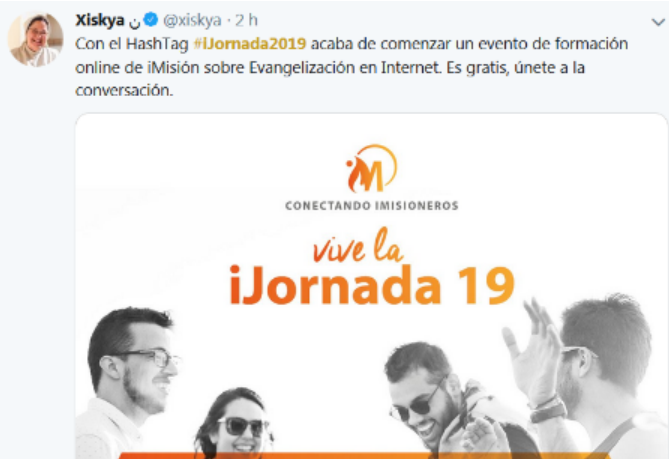 Xiskya ن @xiskya · 2 h
Con el HashTag #iJornada2019 acaba de comenzar un evento de formación
online de iMisión sobre Evangelización en Internet. Es gratis, únete a la
conversación.
iM
CONECTANDO IMISIONEROS
vive la
iJornada 19